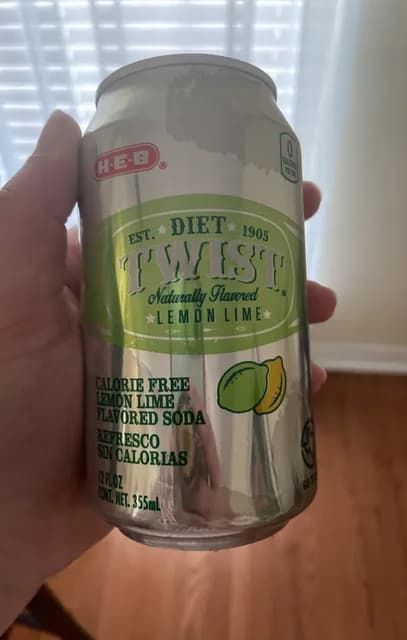 H-E-B®
0
EST. DIET 1905
TWIST®
Naturally Flavored
LEMON LIME
CALORIE FREE
LEMON LIME
FLAVORED SODA
REFRESCO
SIN CALORIAS
12 FL OZ
CONT. NET. 355mL